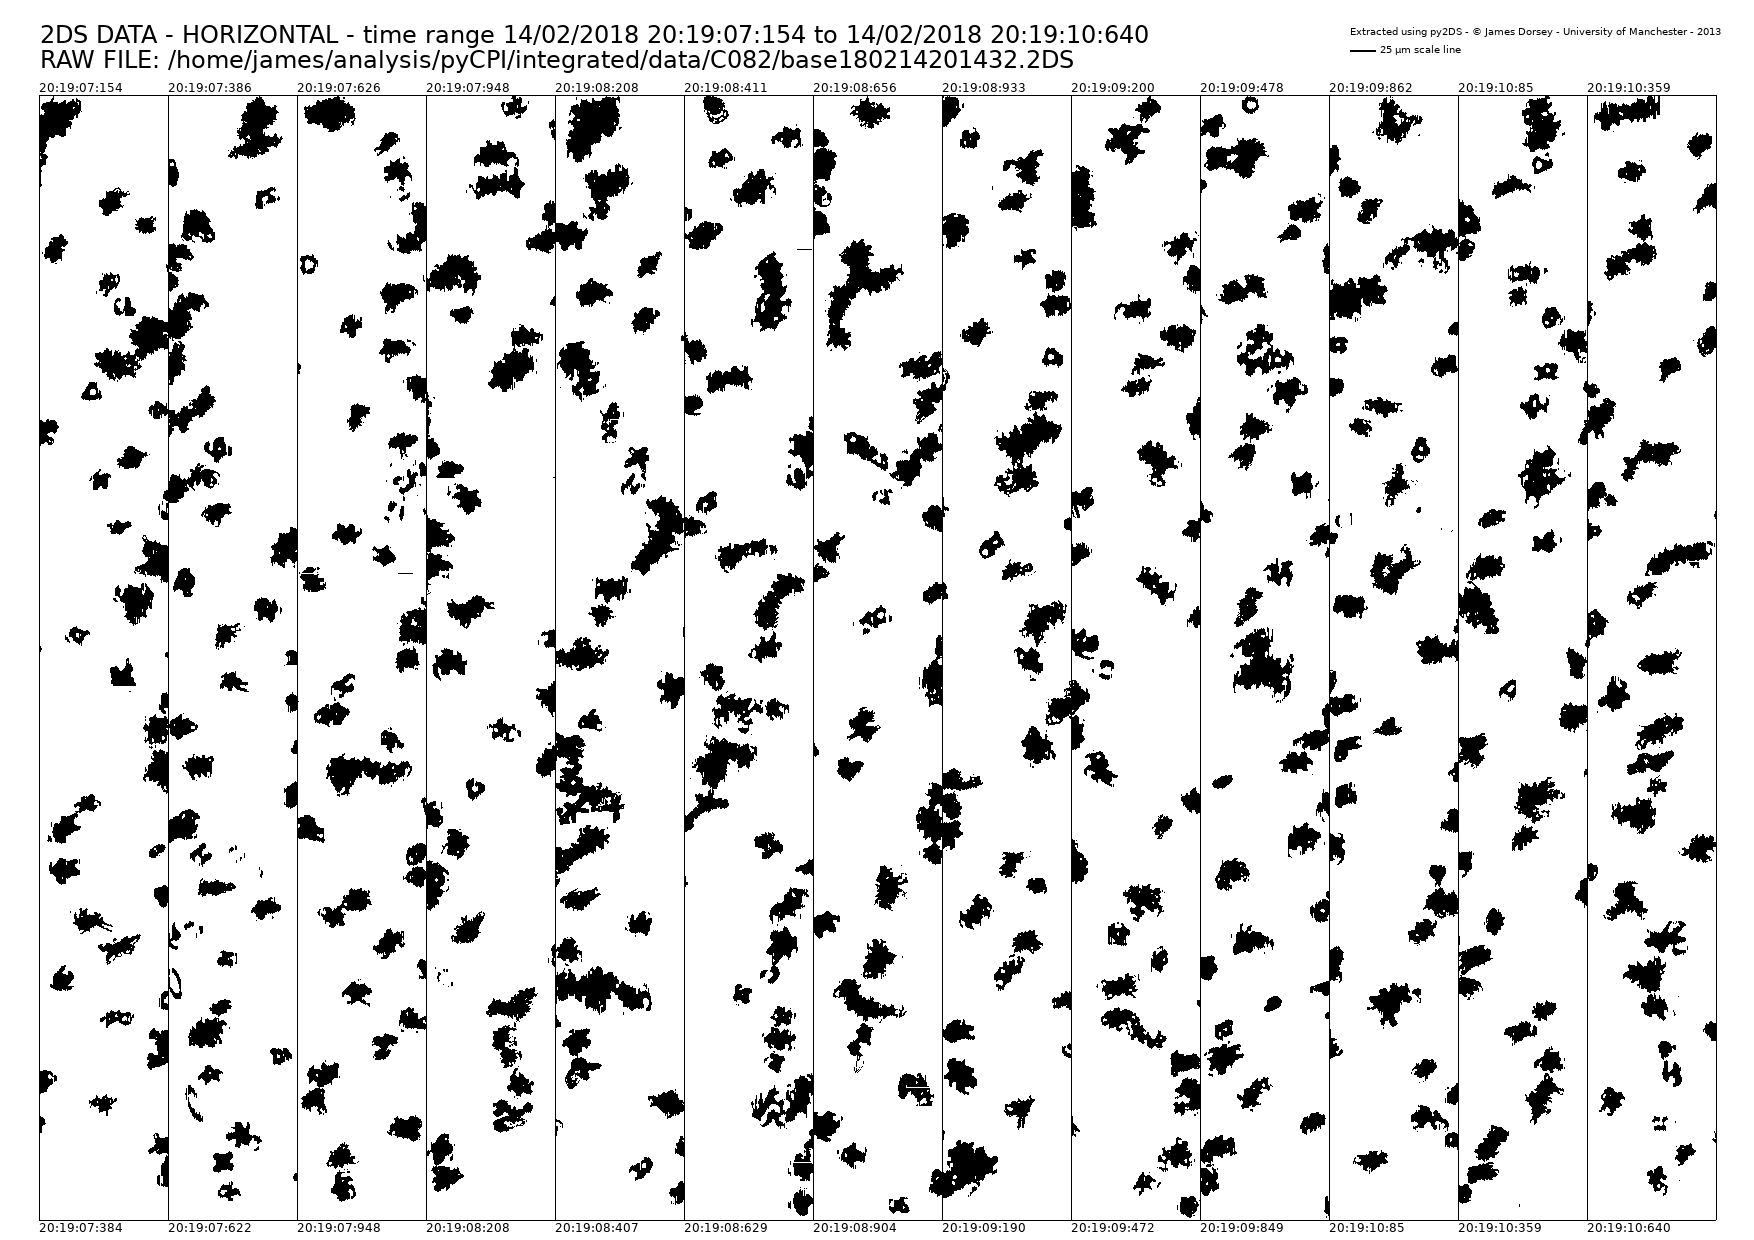 2DS DATA - HORIZONTAL - time range 14/02/2018 20:19:07:154 to 14/02/2018 20:19:10:640
RAW FILE: /home/james/analysis/pyCPI/integrated/data/C082/base180214201432.2DS
Extracted using py2DS - © James Dorsey - University of Manchester - 2013
25 µm scale line
20:19:07:154 20:19:07:386 20:19:07:626 20:19:07:948 20:19:08:208 20:19:08:411 20:19:08:656 20:19:08:933 20:19:09:200 20:19:09:478 20:19:09:862 20:19:10:85 20:19:10:359
20:19:07:384 20:19:07:622 20:19:07:948 20:19:08:208 20:19:08:407 20:19:08:629 20:19:08:904 20:19:09:190 20:19:09:472 20:19:09:849 20:19:10:85 20:19:10:359 20:19:10:640